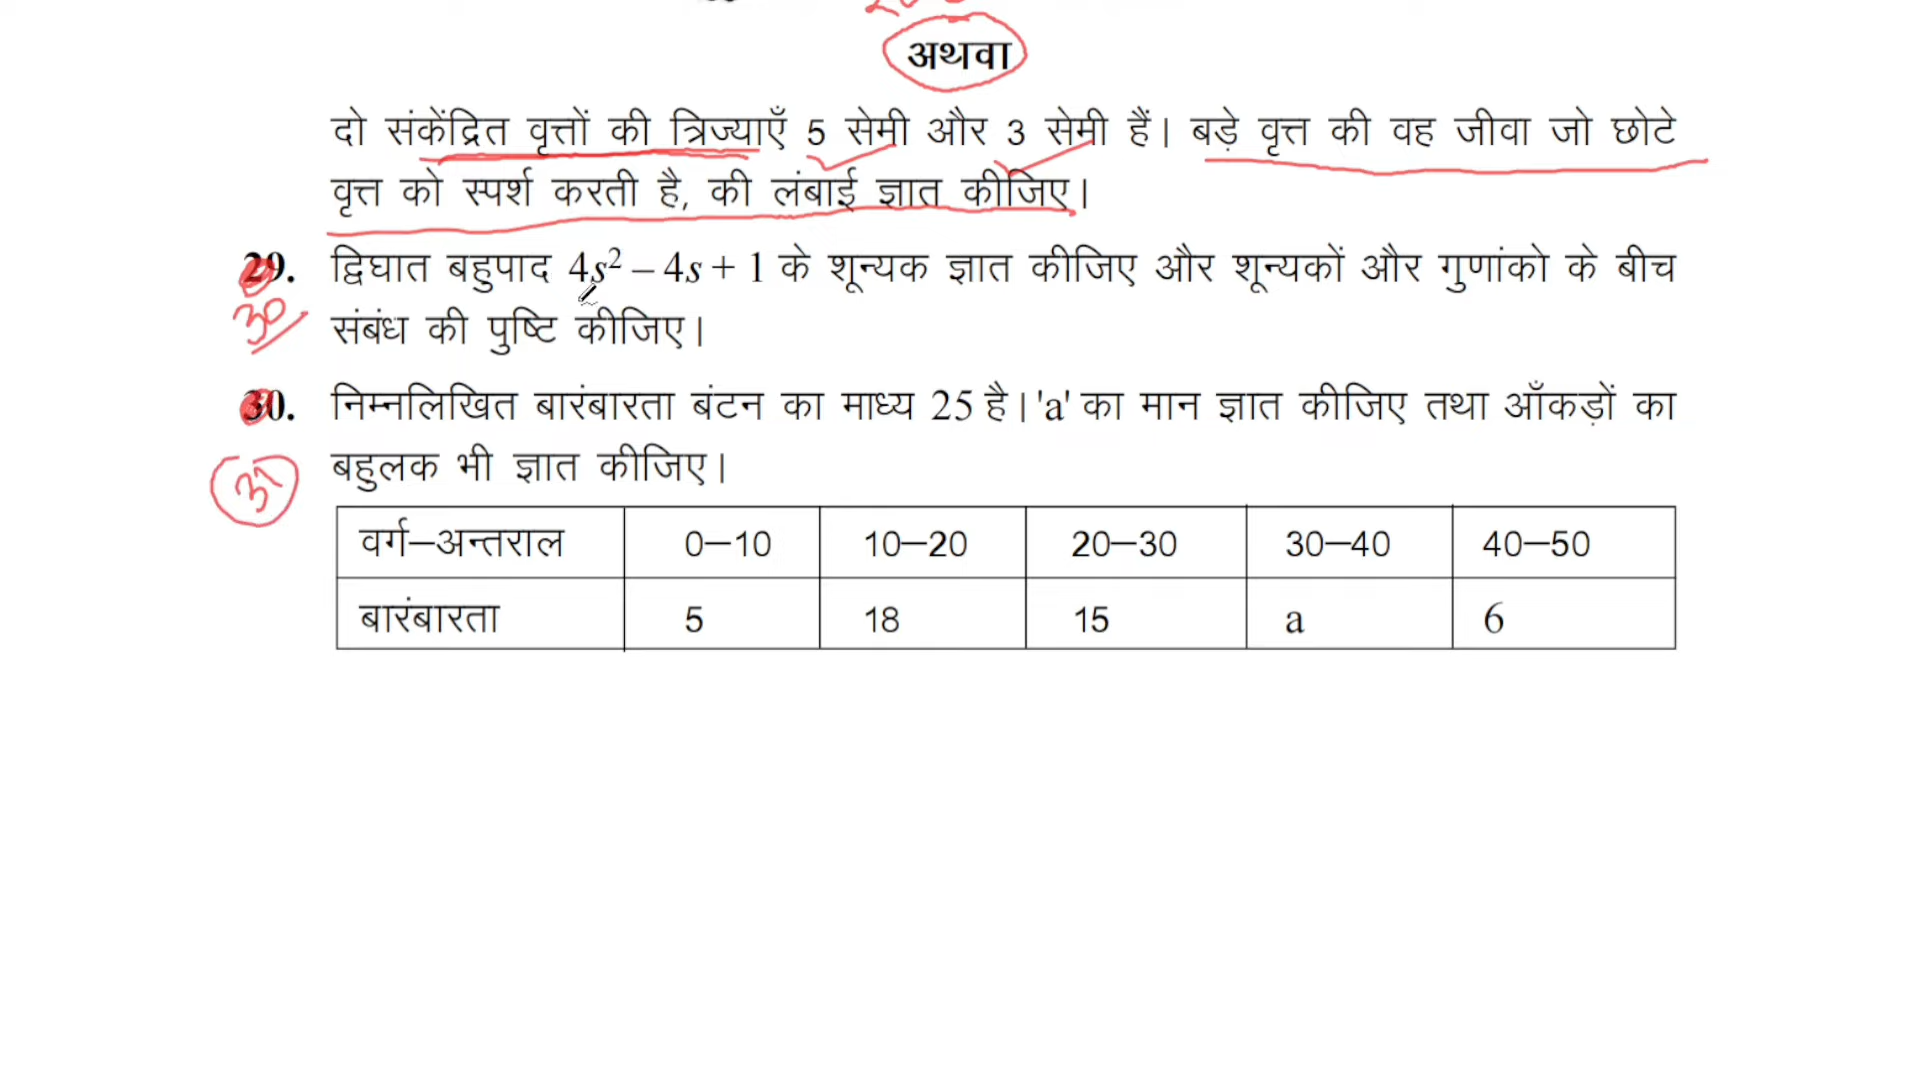 अथवा
दो संकेंद्रित वृत्तों की त्रिज्याएँ 5 सेमी और 3 सेमी हैं। बड़े वृत्त की वह जीवा जो छोटे
वृत्त को स्पर्श करती है, की लंबाई ज्ञात कीजिए।
29. द्विघात बहुपाद 4s² – 4s + 1 के शून्यक ज्ञात कीजिए और शून्यकों और गुणांको के बीच
30 संबंध की पुष्टि कीजिए।
30. निम्नलिखित बारंबारता बंटन का माध्य 25 है। 'a' का मान ज्ञात कीजिए तथा आँकड़ों का
31 बहुलक भी ज्ञात कीजिए।
वर्ग–अन्तराल 0–10 10–20 20–30 30–40 40–50
बारंबारता 5 18 15 a 6